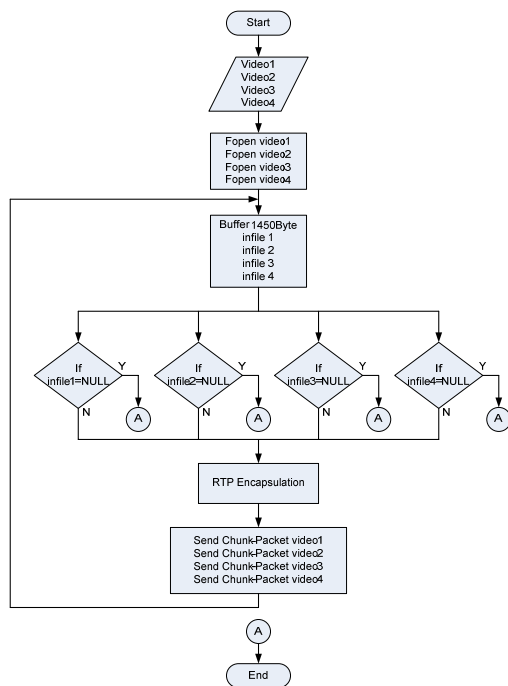 Start
Video1
Video2
Video3
Video4
Fopen video1
Fopen video2
Fopen video3
Fopen video4
Buffer 1450Byte
infile 1
infile 2
infile 3
infile 4
If
infile1=NULL
Y
N
A
If
infile2=NULL
Y
N
A
If
infile3=NULL
Y
N
A
If
infile4=NULL
Y
N
A
RTP Encapsulation
Send Chunk-Packet video1
Send Chunk-Packet video2
Send Chunk-Packet video3
Send Chunk-Packet video4
A
End